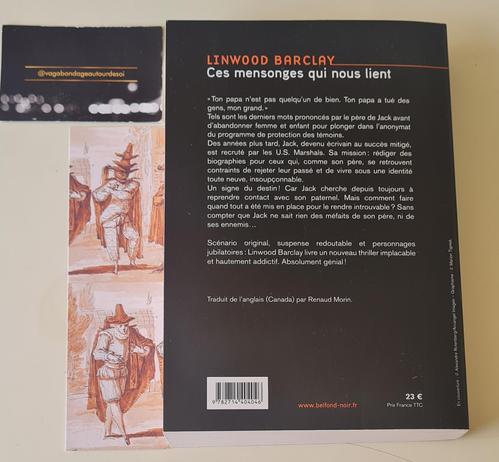 @vagabondageautourdesoi
LINWOOD BARCLAY
Ces mensonges qui nous lient
« Ton papa n'est pas quelqu'un de bien. Ton papa a tué des
gens, mon grand. »
Tels sont les derniers mots prononcés par le père de Jack avant
d'abandonner femme et enfant pour plonger dans l'anonymat
du programme de protection des témoins.
Des années plus tard, Jack, devenu écrivain au succès mitigé,
est recruté par les U.S. Marshals. Sa mission : rédiger des
biographies pour ceux qui, comme son père, se retrouvent
contraints de rejeter leur passé et de vivre sous une identité
toute neuve, insoupçonnable.
Un signe du destin ! Car Jack cherche depuis toujours à
reprendre contact avec son paternel. Mais comment faire
quand tout a été mis en place pour le rendre introuvable ? Sans
compter que Jack ne sait rien des méfaits de son père, ni de
ses ennemis…
Scénario original, suspense redoutable et personnages
jubilatoires : Linwood Barclay livre un nouveau thriller implacable
et hautement addictif. Absolument génial !
Traduit de l'anglais (Canada) par Renaud Morin.
9 782714 404046
www.belfond-noir.fr
23 €
Prix France TTC